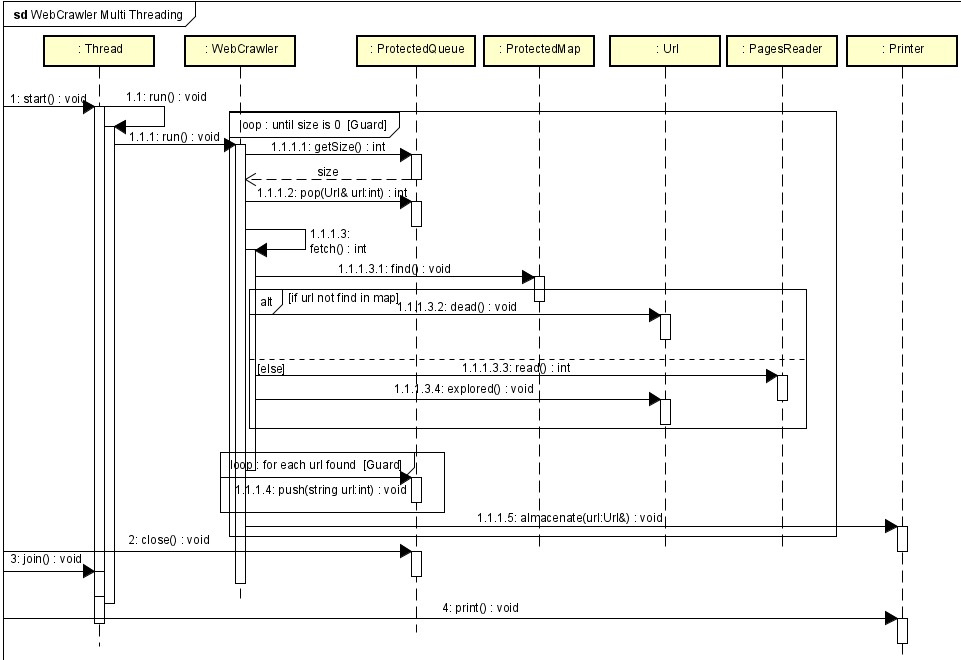 sd WebCrawler Multi Threading
: Thread
: WebCrawler
: ProtectedQueue
: ProtectedMap
: Url
: PagesReader
: Printer
1: start() : void
1.1: run() : void
1.1.1: run() : void
loop : until size is 0 [Guard]
1.1.1.1: getSize() : int
size
1.1.1.2: pop(Url& url:int) : int
1.1.1.3:
fetch() : int
1.1.1.3.1: find() : void
alt
[if url not find in map]
1.1.1.3.2: dead() : void
[else]
1.1.1.3.3: read() : int
1.1.1.3.4: explored() : void
loop : for each url found [Guard]
1.1.1.4: push(string url:int) : void
1.1.1.5: almacenate(url:Url&) : void
2: close() : void
3: join() : void
4: print() : void